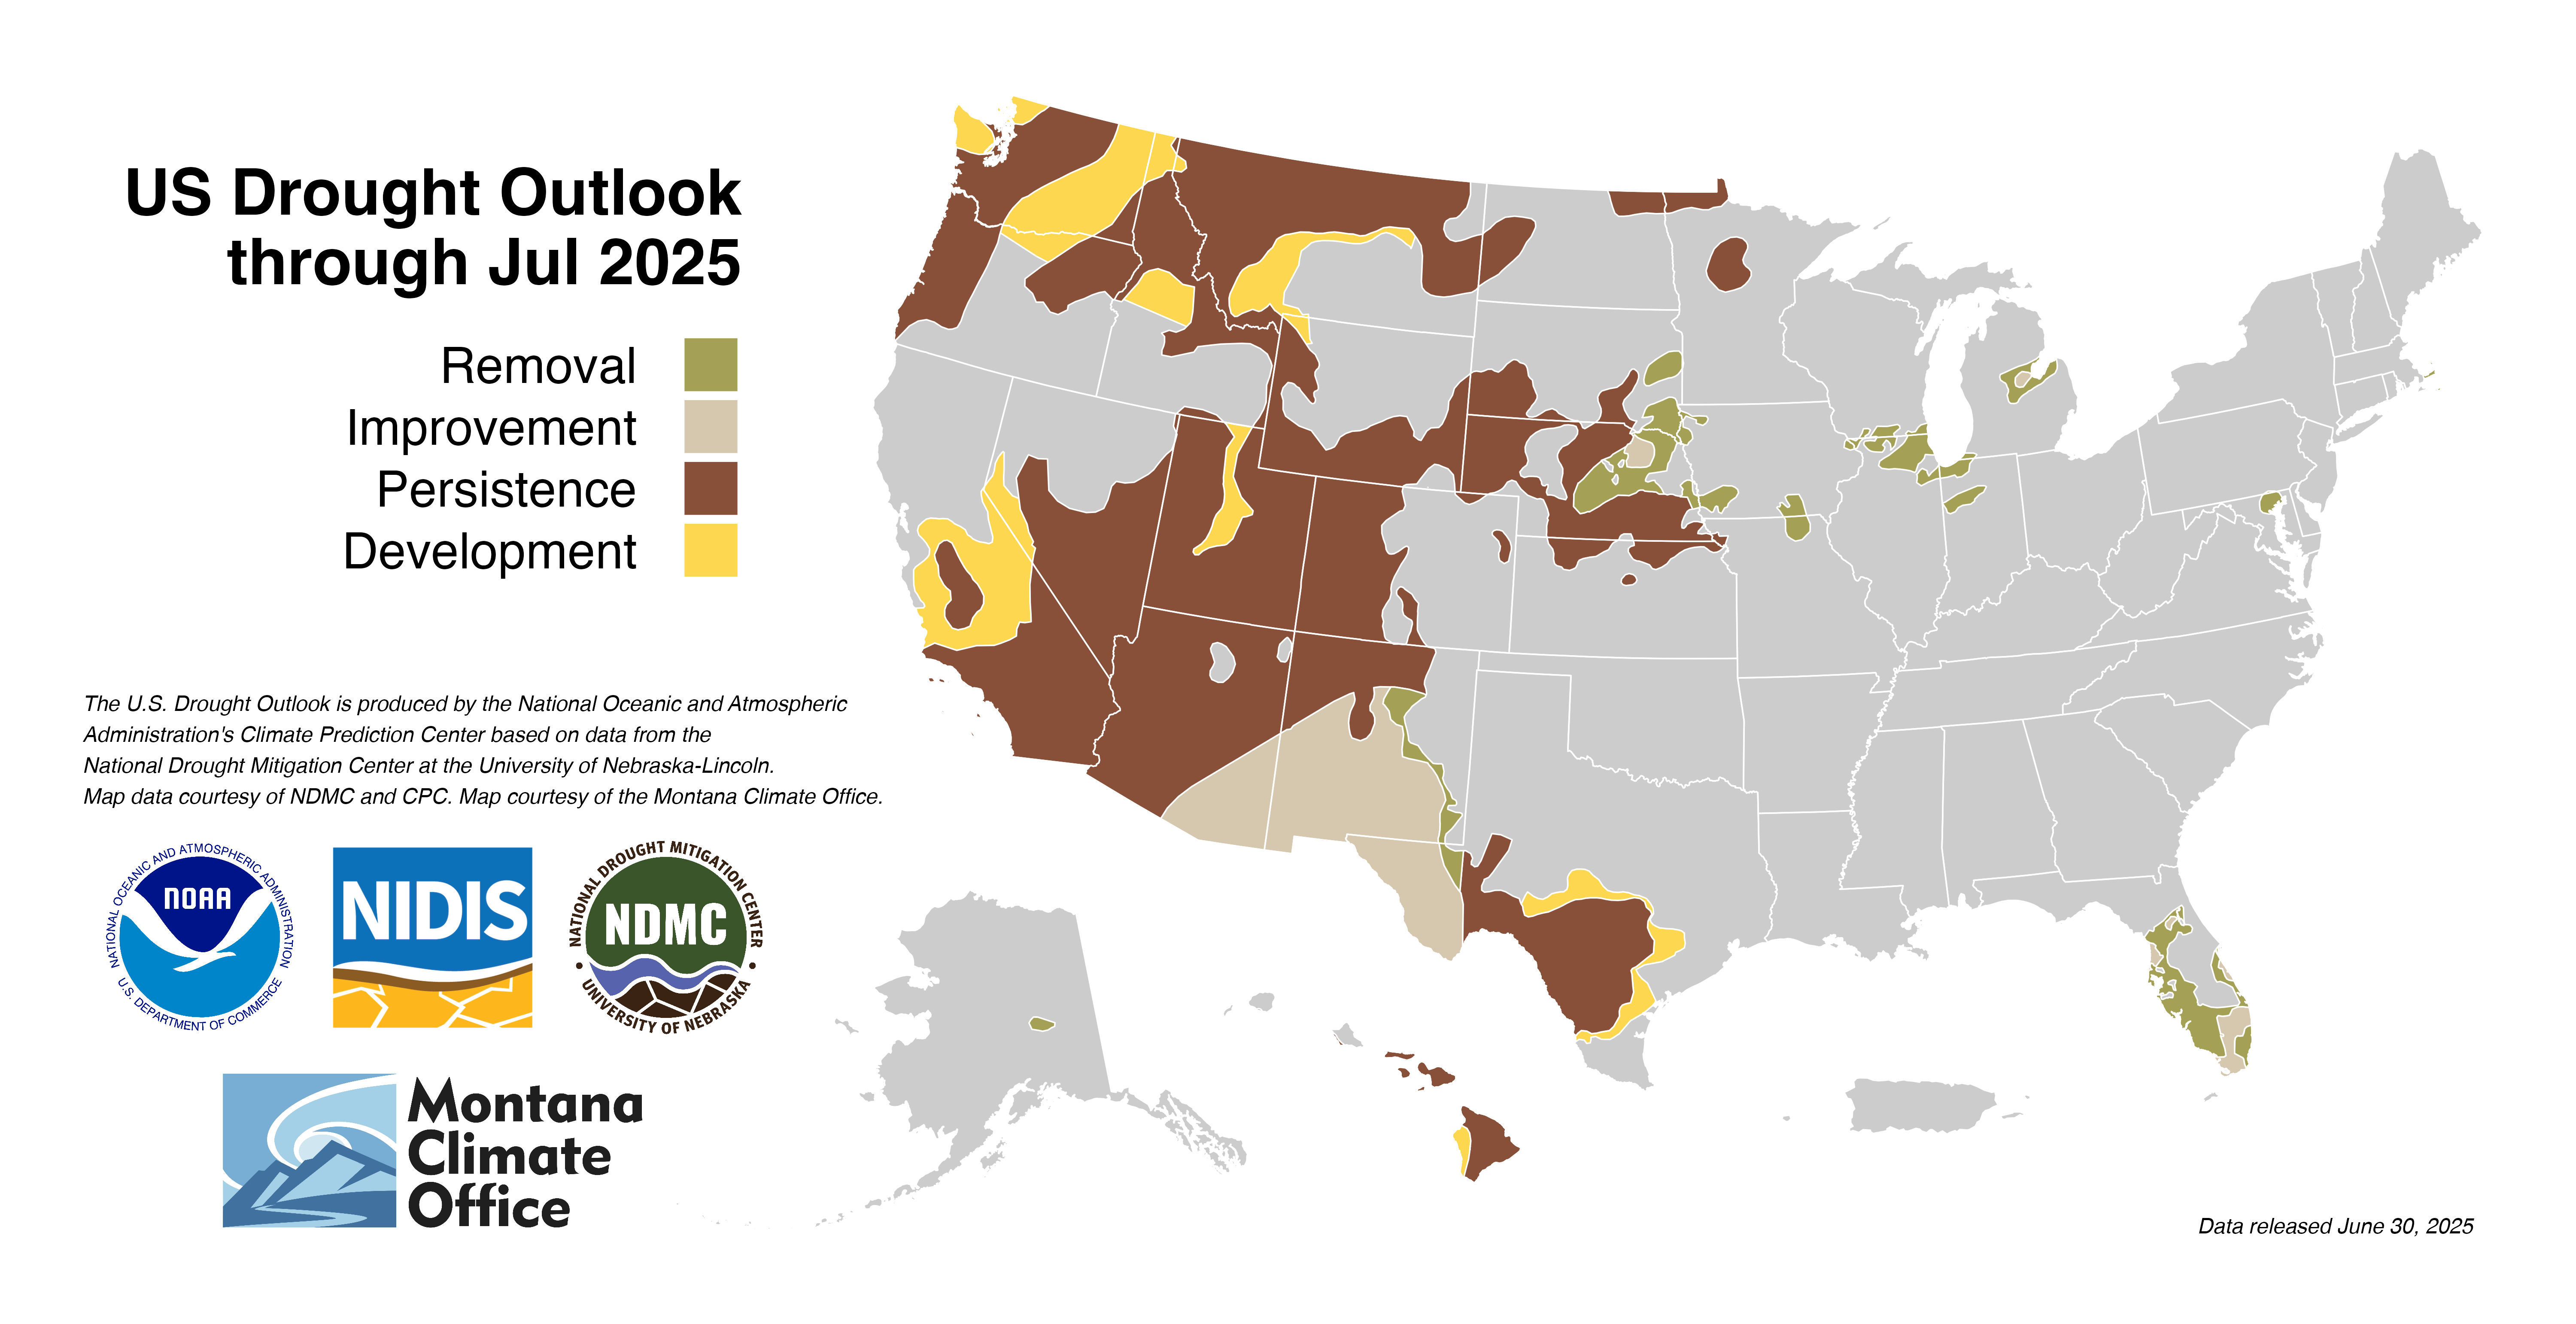 US Drought Outlook
through Jul 2025
Removal
Improvement
Persistence
Development
The U.S. Drought Outlook is produced by the National Oceanic and Atmospheric
Administration's Climate Prediction Center based on data from the
National Drought Mitigation Center at the University of Nebraska-Lincoln.
Map data courtesy of NDMC and CPC. Map courtesy of the Montana Climate Office.
NATIONAL OCEANIC AND ATMOSPHERIC ADMINISTRATION
NOAA
U.S. DEPARTMENT OF COMMERCE
NIDIS
NATIONAL DROUGHT MITIGATION CENTER
NDMC
UNIVERSITY OF NEBRASKA
Montana
Climate
Office
Data released June 30, 2025